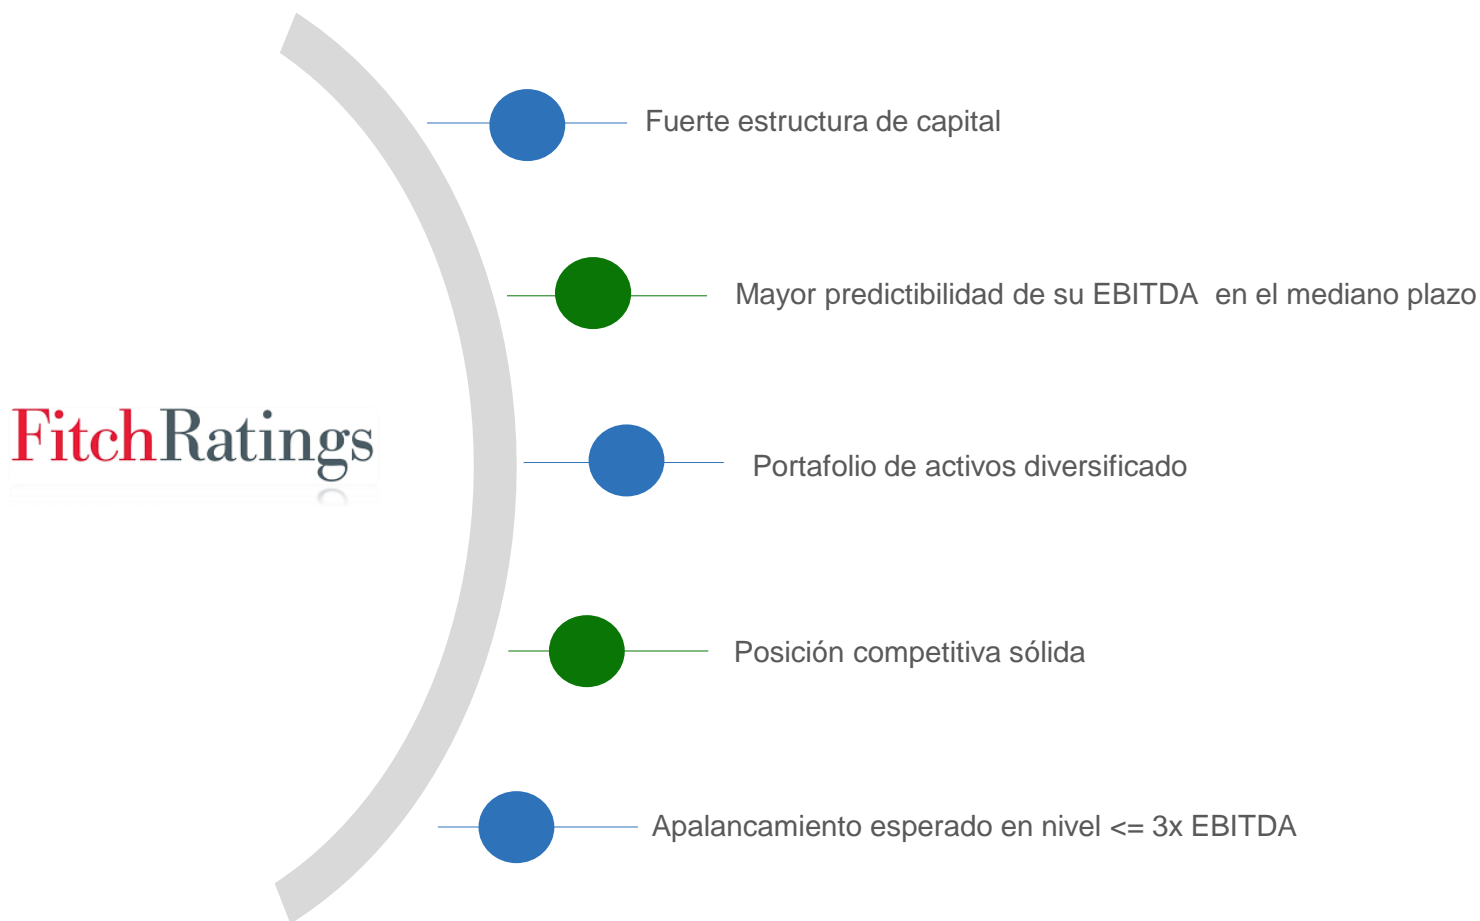 Fuerte estructura de capital
Mayor predictibilidad de su EBITDA en el mediano plazo
FitchRatings
Portafolio de activos diversificado
Posición competitiva sólida
Apalancamiento esperado en nivel <= 3x EBITDA